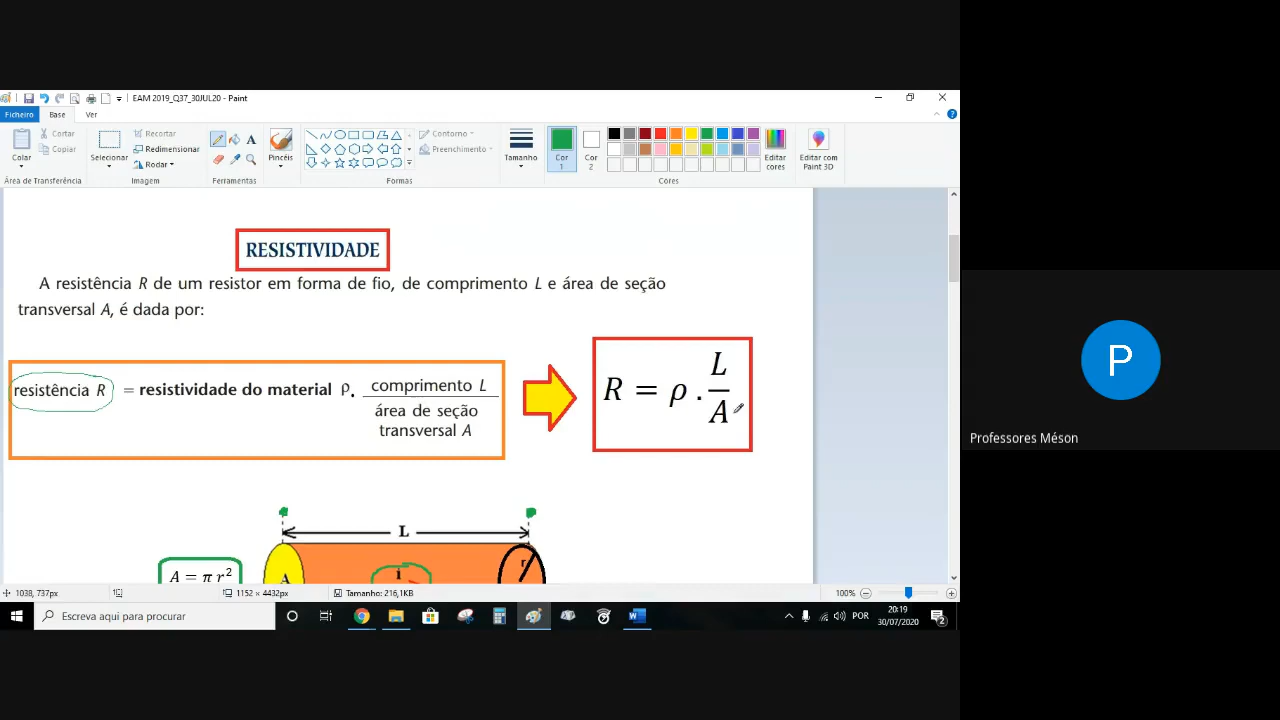 EAM 2019_Q37_30JUL20 - Paint
Ficheiro Base Ver
Colar
Cortar
Copiar
Área de Transferência
Selecionar
Recortar
Redimensionar
Rodar
Imagem
A
Ferramentas
Pincéis
Contorno
Preenchimento
Formas
Tamanho
Cor 1
Cor 2
Editar cores
Cores
Editar com Paint 3D
RESISTIVIDADE
A resistência R de um resistor em forma de fio, de comprimento L e área de seção
transversal A, é dada por:
resistência R = resistividade do material ρ. comprimento L
área de seção
transversal A
R = ρ . L
A
L
A = π r²
A
i
r
P
Professores Méson
1038, 737px 1152 × 4432px Tamanho: 216,1KB 100%
Escreva aqui para procurar
POR
20:19
30/07/2020
2